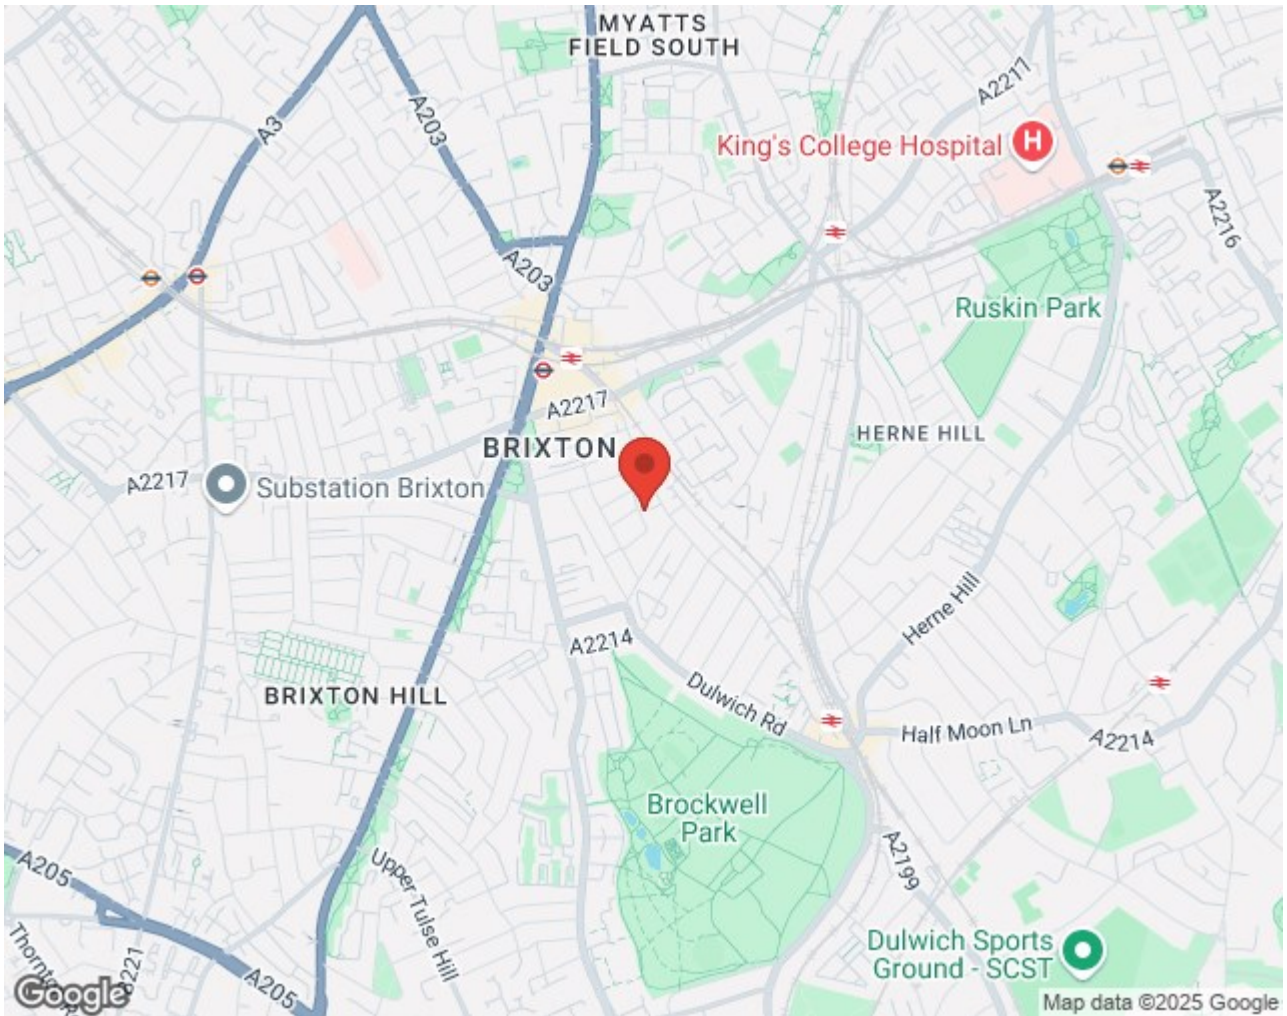 MYATTS
FIELD SOUTH
A3
A203
A2217
King's College Hospital
H
A2216
A203
Ruskin Park
A2217
HERNE HILL
BRIXTON
A2217
Substation Brixton
Herne Hill
A2214
BRIXTON HILL
Dulwich Rd
Half Moon Ln
A2214
Brockwell
Park
A205
Upper Tulse Hill
A2199
Dulwich Sports
Ground - SCST
B221
A205
Google
Map data ©2025 Google